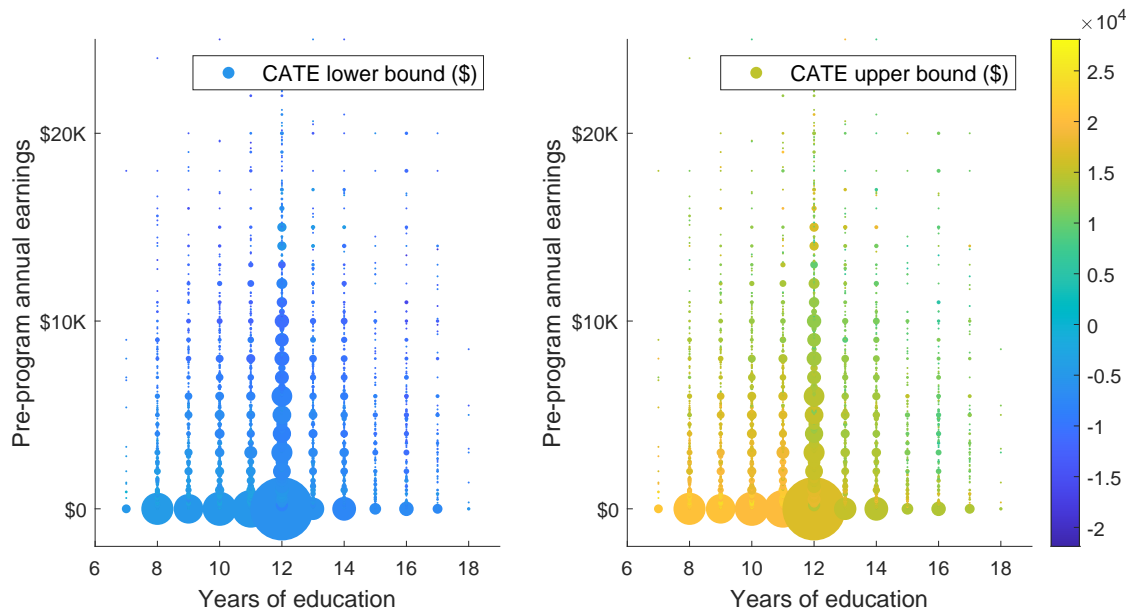 CATE lower bound ($)
$20K
$10K
$0
Pre-program annual earnings
6
8
10
12
14
16
18
Years of education
CATE upper bound ($)
$20K
$10K
$0
Pre-program annual earnings
6
8
10
12
14
16
18
Years of education
×10⁴
2.5
2
1.5
1
0.5
0
-0.5
-1
-1.5
-2